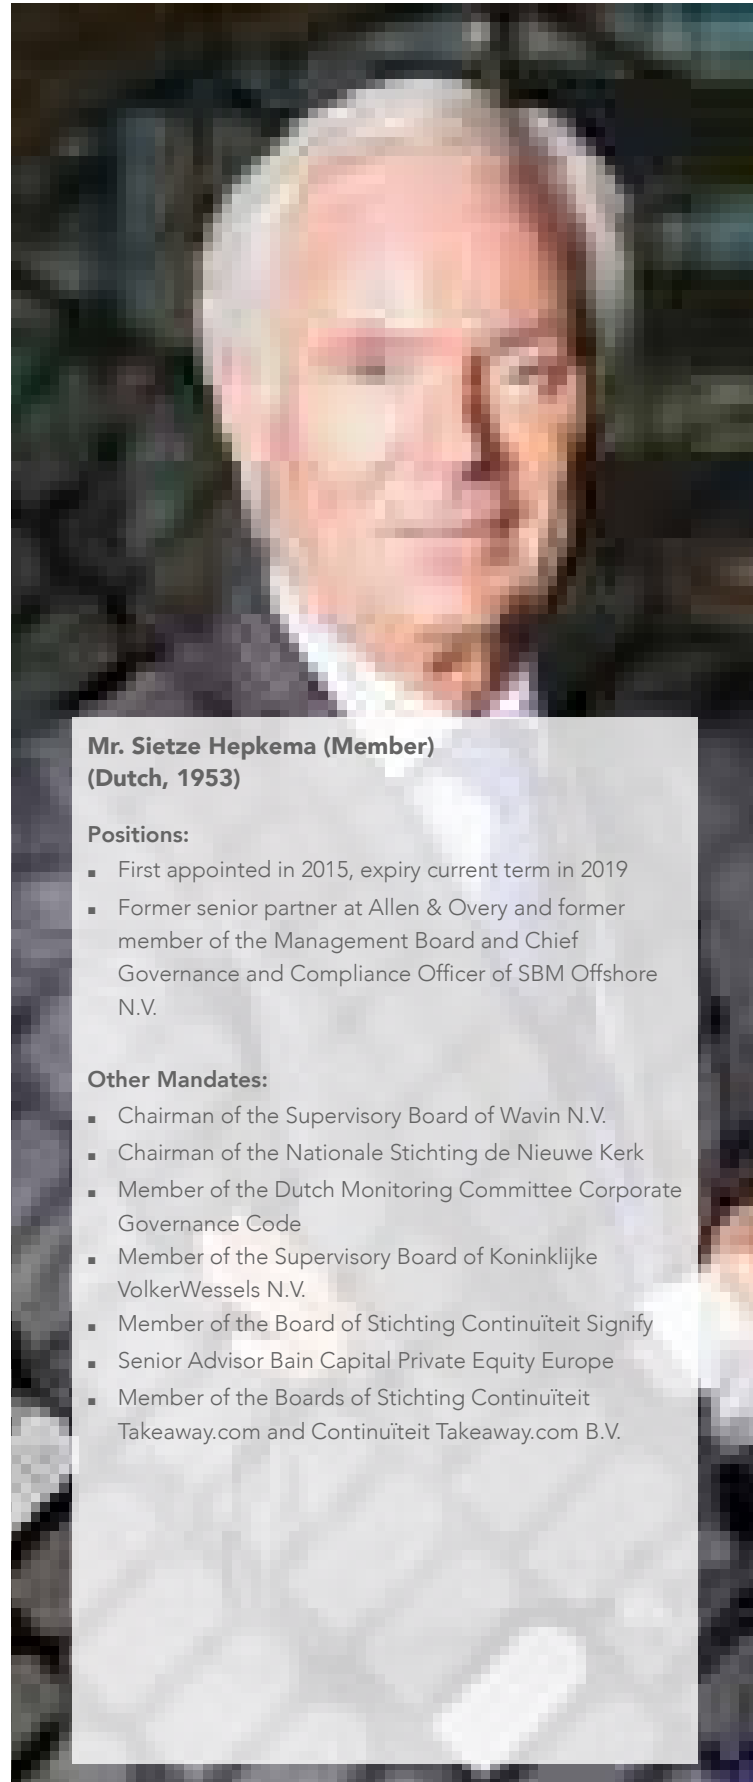 Mr. Sietze Hepkema (Member)
(Dutch, 1953)
Positions:
▪ First appointed in 2015, expiry current term in 2019
▪ Former senior partner at Allen & Overy and former
member of the Management Board and Chief
Governance and Compliance Officer of SBM Offshore
N.V.
Other Mandates:
▪ Chairman of the Supervisory Board of Wavin N.V.
▪ Chairman of the Nationale Stichting de Nieuwe Kerk
▪ Member of the Dutch Monitoring Committee Corporate
Governance Code
▪ Member of the Supervisory Board of Koninklijke
VolkerWessels N.V.
▪ Member of the Board of Stichting Continuïteit Signify
▪ Senior Advisor Bain Capital Private Equity Europe
▪ Member of the Boards of Stichting Continuïteit
Takeaway.com and Continuïteit Takeaway.com B.V.